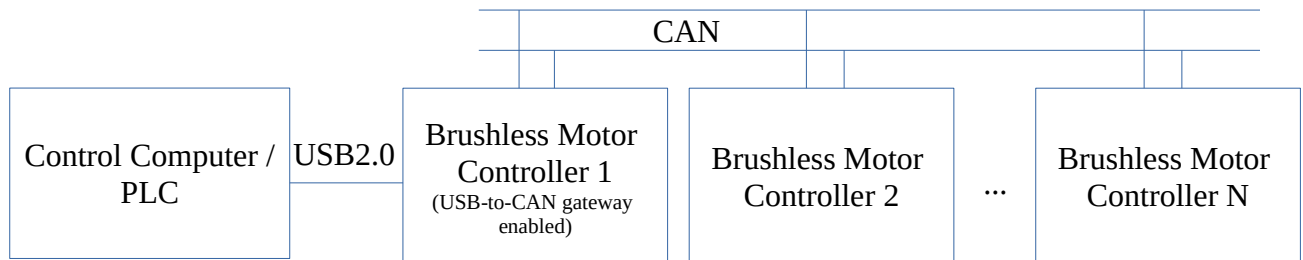 CAN
Control Computer /
PLC
USB2.0
Brushless Motor
Controller 1
(USB-to-CAN gateway
enabled)
Brushless Motor
Controller 2
...
Brushless Motor
Controller N